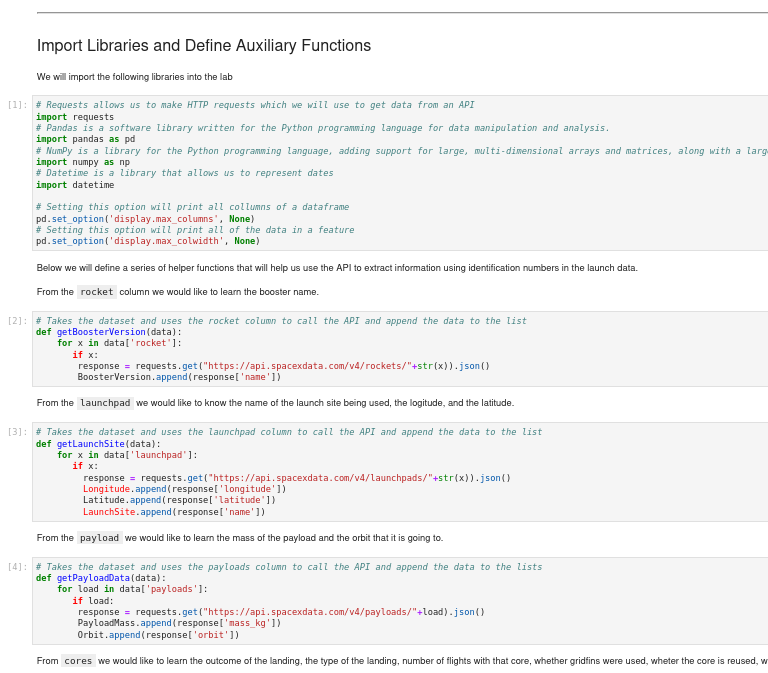 Import Libraries and Define Auxiliary Functions
We will import the following libraries into the lab
[1]:
# Requests allows us to make HTTP requests which we will use to get data from an API
import requests
# Pandas is a software library written for the Python programming language for data manipulation and analysis.
import pandas as pd
# NumPy is a library for the Python programming language, adding support for large, multi-dimensional arrays and matrices, along with a
import numpy as np
# Datetime is a library that allows us to represent dates
import datetime
# Setting this option will print all collumns of a dataframe
pd.set_option('display.max_columns', None)
# Setting this option will print all of the data in a feature
pd.set_option('display.max_colwidth', None)
Below we will define a series of helper functions that will help us use the API to extract information using identification numbers in the launch data.
From the rocket column we would like to learn the booster name.
[2]:
# Takes the dataset and uses the rocket column to call the API and append the data to the list
def getBoosterVersion(data):
    for x in data['rocket']:
       if x:
        response = requests.get("https://api.spacexdata.com/v4/rockets/"+str(x)).json()
        BoosterVersion.append(response['name'])
From the launchpad we would like to know the name of the launch site being used, the logitude, and the latitude.
[3]:
# Takes the dataset and uses the launchpad column to call the API and append the data to the list
def getLaunchSite(data):
    for x in data['launchpad']:
       if x:
         response = requests.get("https://api.spacexdata.com/v4/launchpads/"+str(x)).json()
         Longitude.append(response['longitude'])
         Latitude.append(response['latitude'])
         LaunchSite.append(response['name'])
From the payload we would like to learn the mass of the payload and the orbit that it is going to.
[4]:
# Takes the dataset and uses the payloads column to call the API and append the data to the lists
def getPayloadData(data):
    for load in data['payloads']:
       if load:
        response = requests.get("https://api.spacexdata.com/v4/payloads/"+load).json()
        PayloadMass.append(response['mass_kg'])
        Orbit.append(response['orbit'])
From cores we would like to learn the outcome of the landing, the type of the landing, number of flights with that core, whether gridfins were used, wheter the core is reused,